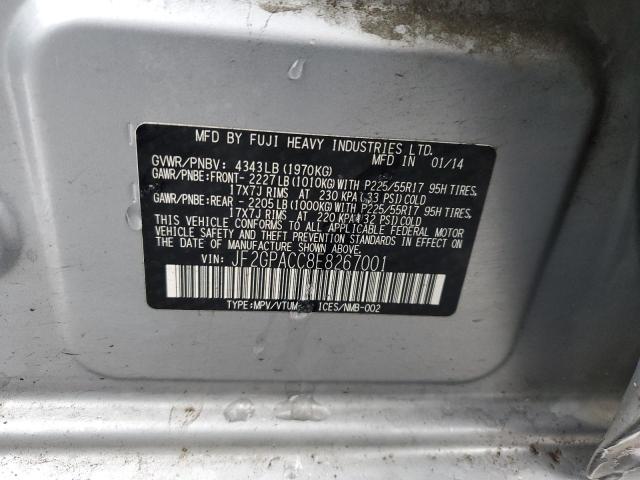 MFD BY FUJI HEAVY INDUSTRIES LTD.
MFD IN 01/14
GVWR/PNBV: 4343LB(1970KG)
GAWR/PNBE:FRONT-2227LB(1010KG)WITH P225/55R17 95H TIRES,
17X7J RIMS AT 230 KPA(33 PSI)COLD
GAWR/PNBE:REAR -2205LB(1000KG)WITH P225/55R17 95H TIRES,
17X7J RIMS AT 220 KPA(32 PSI)COLD
THIS VEHICLE CONFORMS TO ALL APPLICABLE FEDERAL MOTOR
VEHICLE SAFETY AND THEFT PREVENTION STANDARDS IN EFFECT
ON THE DATE OF MANUFACTURE SHOWN ABOVE.
VIN: JF2GPACC8E8267001
TYPE:MPV/VTUM ICES/NMB-002